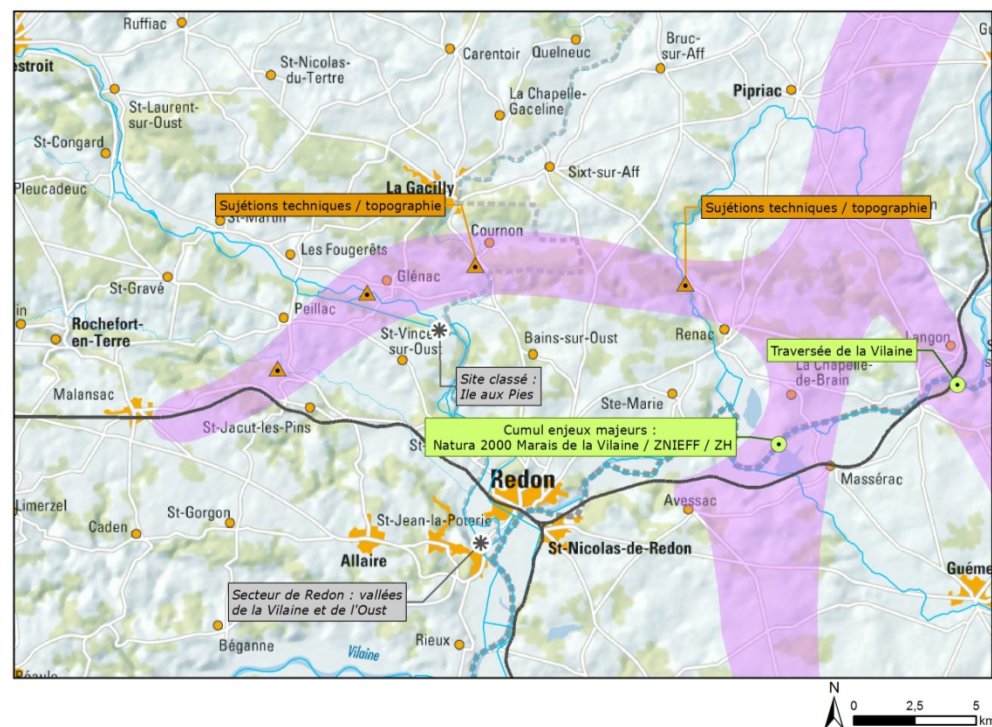 Ruffiac
Carentoir
Quelneuc
Bruc-
sur-Aff
estroit
St-Nicolas-
du-Tertre
St-Laurent-
sur-Oust
La Chapelle-
Gaceline
Pipriac
St-Congard
Pleucadeuc
Sixt-sur-Aff
La Gacilly
Sujétions techniques / topographie
Sujétions techniques / topographie
St-Martin
Cournon
Les Fougerêts
Glénac
St-Gravé
Peillac
Rochefort-
en-Terre
St-Vince
sur-Oust
Bains-sur-Oust
Renac
Langon
Traversée de la Vilaine
La Chapelle-
de-Brain
Malansac
Site classé :
Ile aux Pies
Ste-Marie
St-Jacut-les-Pins
Cumul enjeux majeurs :
Natura 2000 Marais de la Vilaine / ZNIEFF / ZH
Redon
Massérac
Avessac
Limerzel
Caden
St-Gorgon
St-Jean-la-Poterie
Allaire
St-Nicolas-de-Redon
Guéme
Secteur de Redon : vallées
de la Vilaine et de l'Oust
Béganne
Rieux
Vilaine
N
0 2,5 5
km